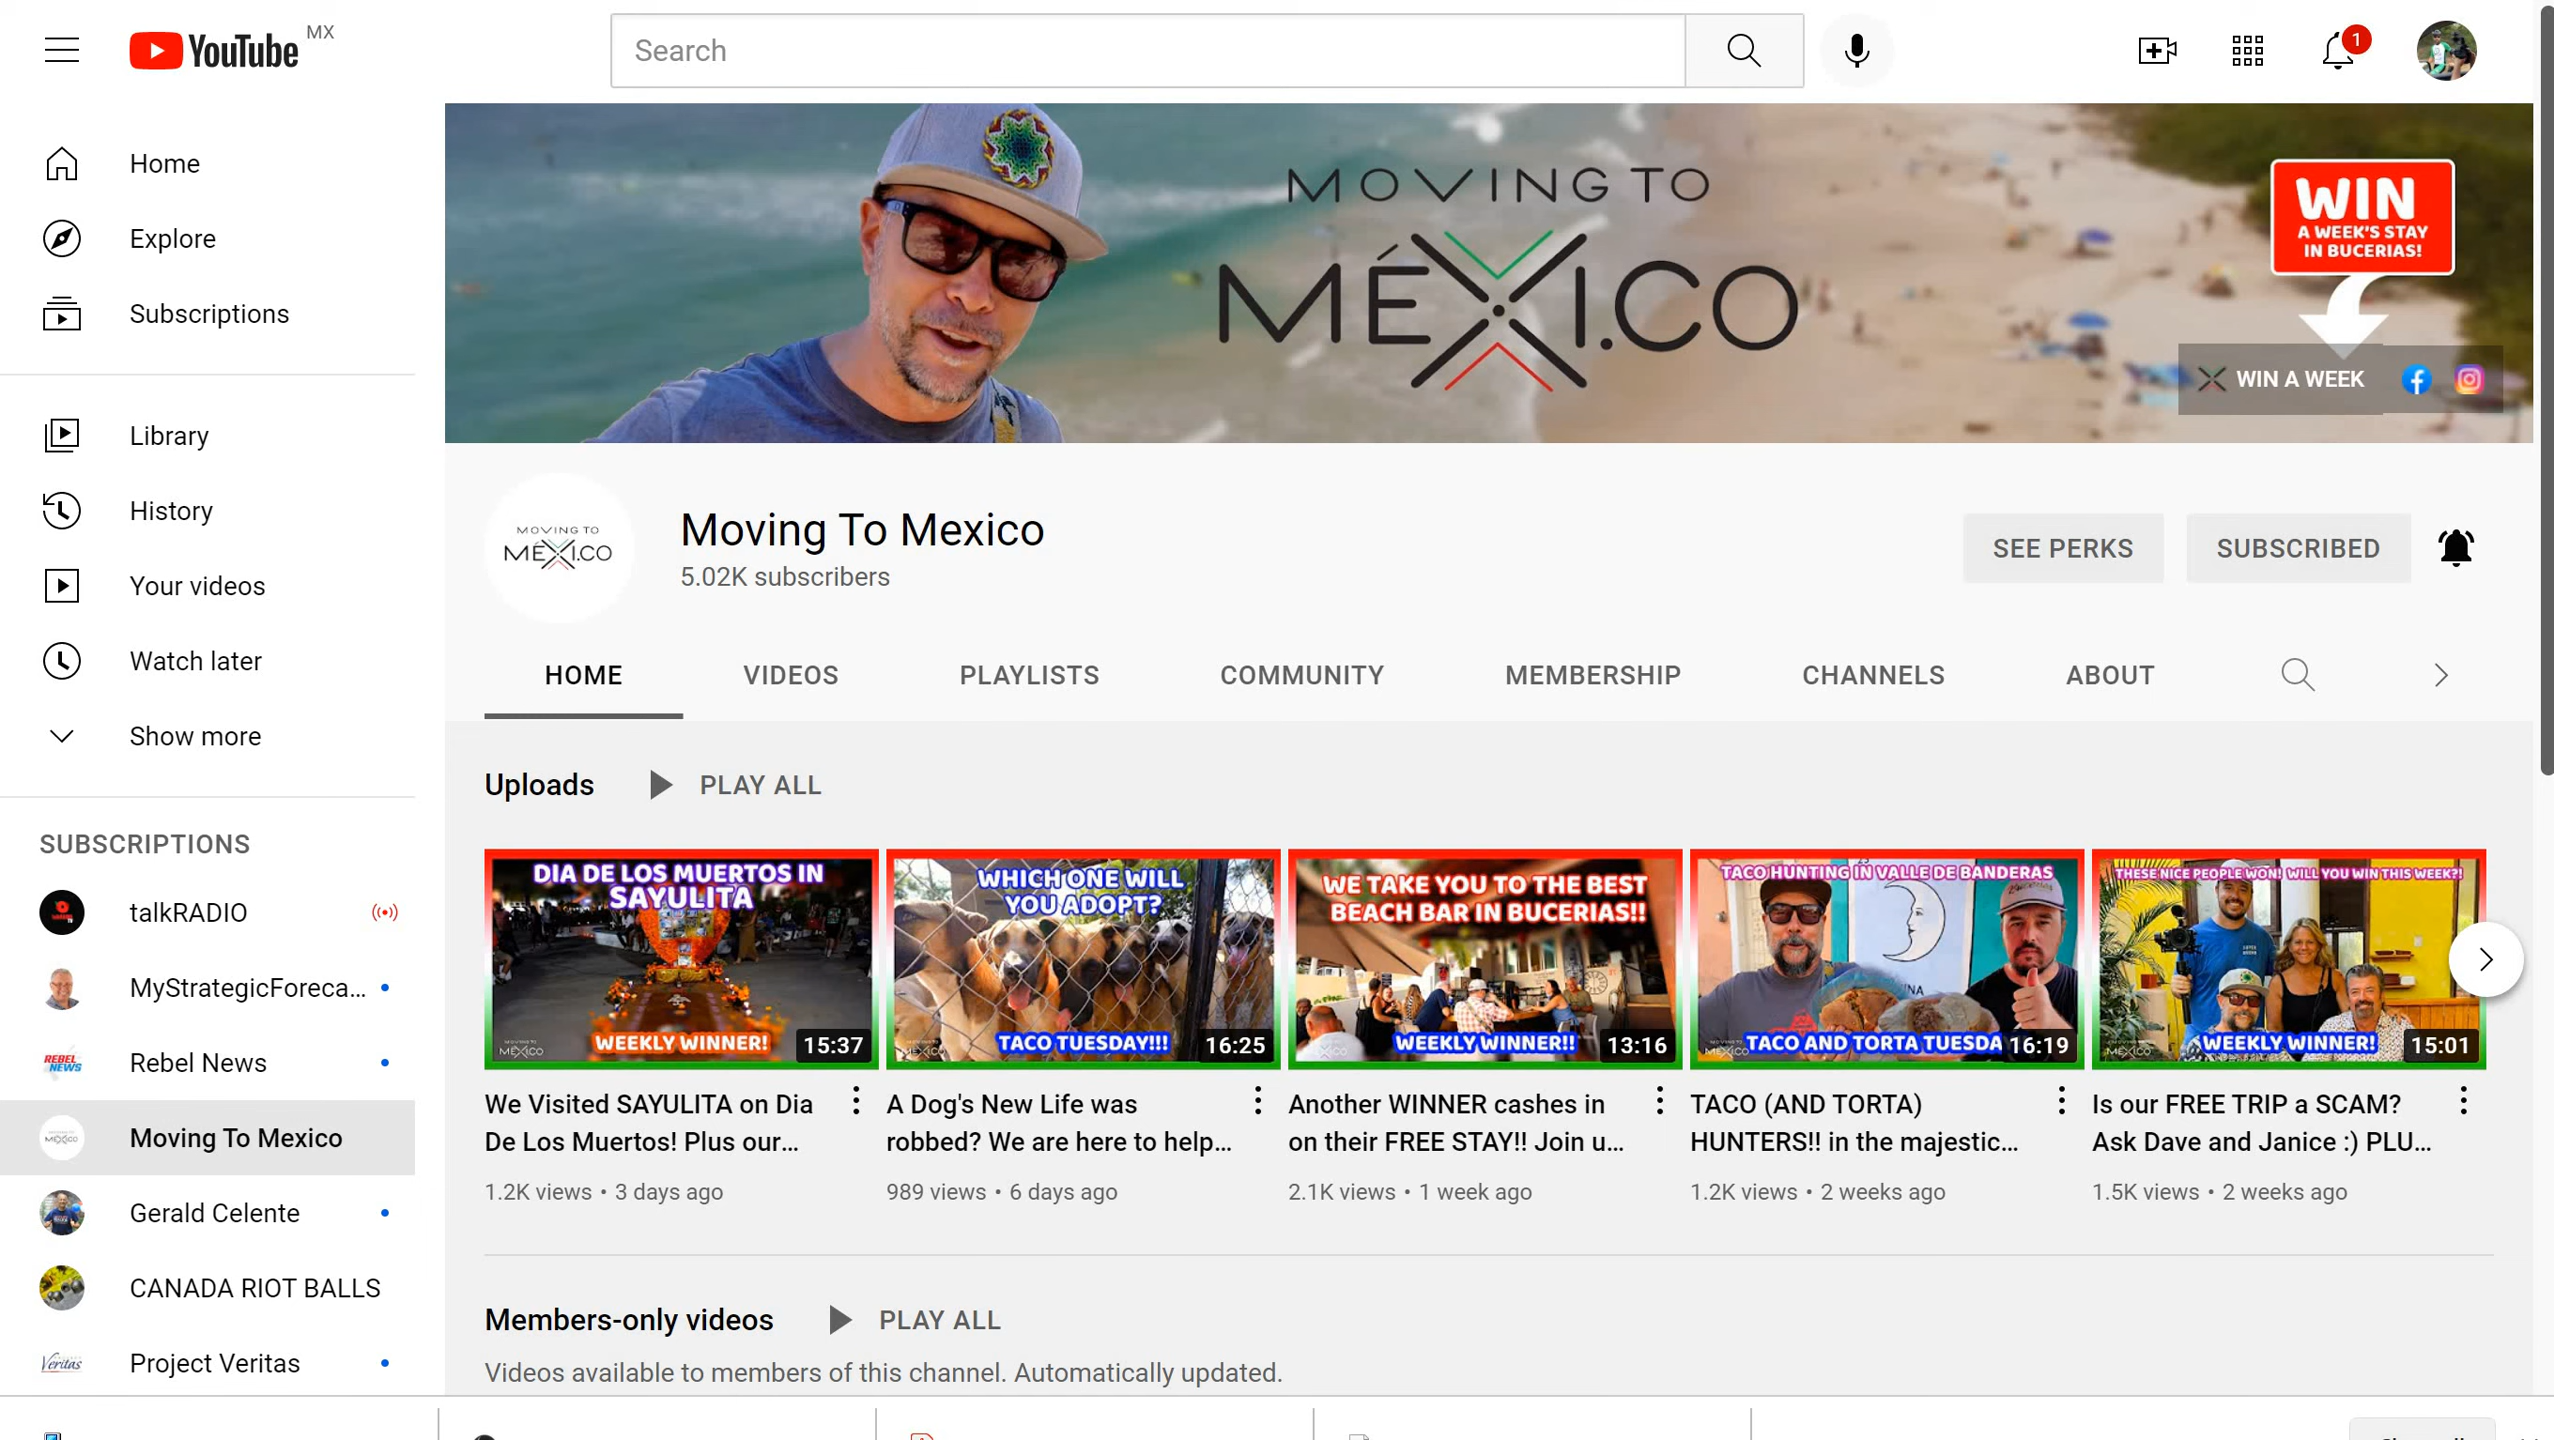 YouTube MX
Search
1
Home
Explore
Subscriptions
Library
History
Your videos
Watch later
Show more
SUBSCRIPTIONS
talkRADIO
MyStrategicForeca...
REBEL
NEWS
Rebel News
Moving To Mexico
Gerald Celente
CANADA RIOT BALLS
Veritas
Project Veritas
MOVING TO
MÉXI.CO
WIN
A WEEK'S STAY
IN BUCERIAS!
WIN A WEEK
MOVING TO
MÉXI.CO
Moving To Mexico
5.02K subscribers
SEE PERKS
SUBSCRIBED
HOME
VIDEOS
PLAYLISTS
COMMUNITY
MEMBERSHIP
CHANNELS
ABOUT
Uploads
PLAY ALL
DIA DE LOS MUERTOS IN
SAYULITA
WEEKLY WINNER!
15:37
We Visited SAYULITA on Dia
De Los Muertos! Plus our...
1.2K views • 3 days ago
WHICH ONE WILL
YOU ADOPT?
TACO TUESDAY!!!
16:25
A Dog's New Life was
robbed? We are here to help...
989 views • 6 days ago
WE TAKE YOU TO THE BEST
BEACH BAR IN BUCERIAS!!
WEEKLY WINNER!!
13:16
Another WINNER cashes in
on their FREE STAY!! Join u...
2.1K views • 1 week ago
TACO HUNTING IN VALLE DE BANDERAS
TACO AND TORTA TUESDA
16:19
TACO (AND TORTA)
HUNTERS!! in the majestic...
1.2K views • 2 weeks ago
THESE NICE PEOPLE WON! WILL YOU WIN THIS WEEK?!
WEEKLY WINNER!
15:01
Is our FREE TRIP a SCAM?
Ask Dave and Janice :) PLU...
1.5K views • 2 weeks ago
Members-only videos
PLAY ALL
Videos available to members of this channel. Automatically updated.